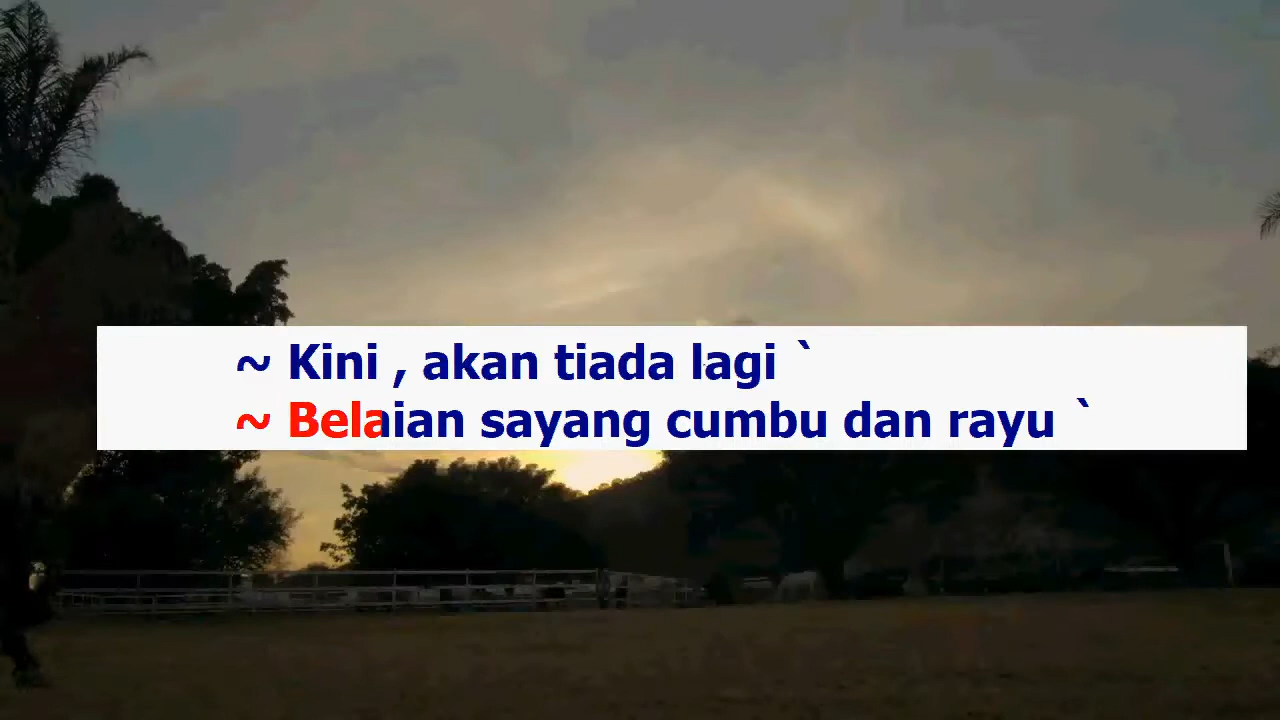 ~ Kini , akan tiada lagi `
~ Belaian sayang cumbu dan rayu `